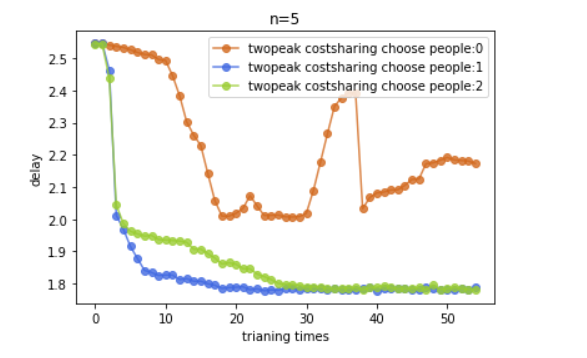 n=5
twopeak costsharing choose people:0
twopeak costsharing choose people:1
twopeak costsharing choose people:2
2.5
2.4
2.3
2.2
2.1
2.0
1.9
1.8
delay
0 10 20 30 40 50
trianing times